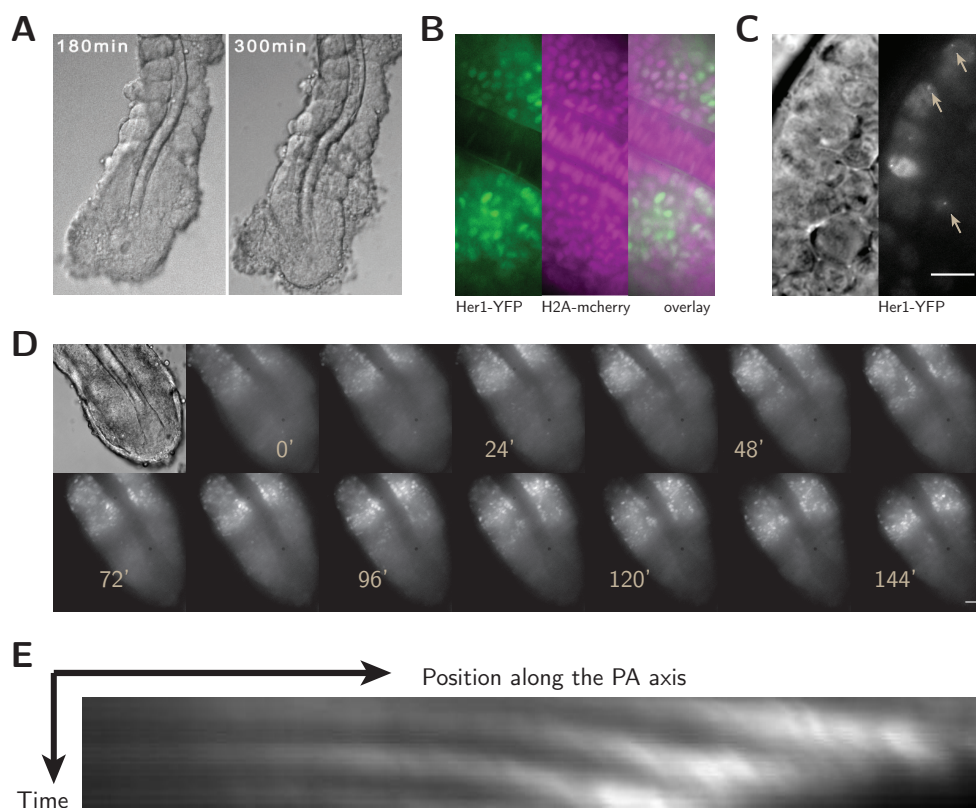 A
180min
300min
B
Her1-YFP
H2A-mcherry
overlay
C
Her1-YFP
D
0'
24'
48'
72'
96'
120'
144'
E
Position along the PA axis
Time